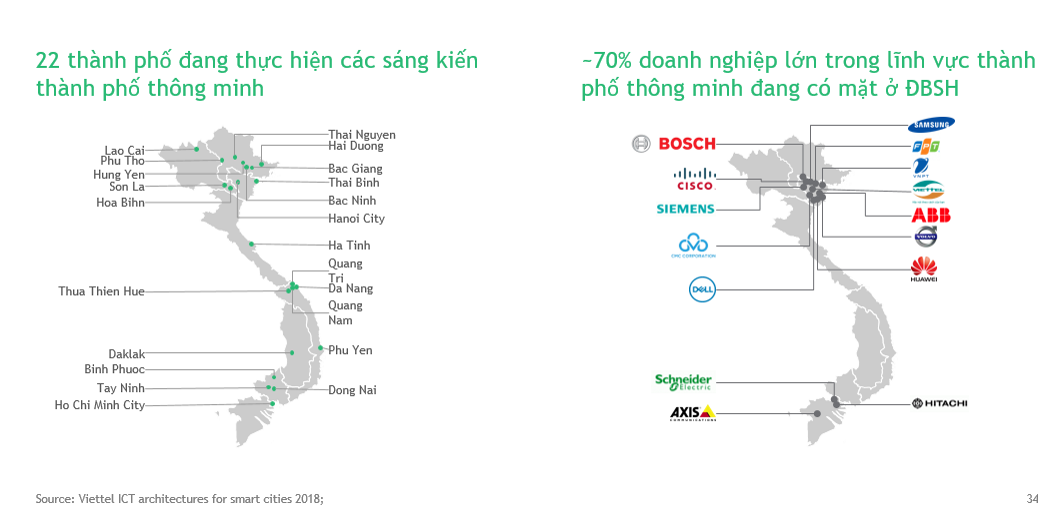 22 thành phố đang thực hiện các sáng kiến
thành phố thông minh
~70% doanh nghiệp lớn trong lĩnh vực thành
phố thông minh đang có mặt ở ĐBSH
Lao Cai
Phu Tho
Hung Yen
Son La
Hoa Bihn
Thua Thien Hue
Daklak
Binh Phuoc
Tay Ninh
Ho Chi Minh City
Thai Nguyen
Hai Duong
Bac Giang
Thai Binh
Bac Ninh
Hanoi City
Ha Tinh
Quang
Tri
Da Nang
Quang
Nam
Phu Yen
Dong Nai
BOSCH
CISCO
SIEMENS
CMC CORPORATION
DELL
Schneider
Electric
AXIS
COMMUNICATIONS
SAMSUNG
FPT
VNPT
VIETTEL
ABB
VOLVO
HUAWEI
HITACHI
Source: Viettel ICT architectures for smart cities 2018;
34